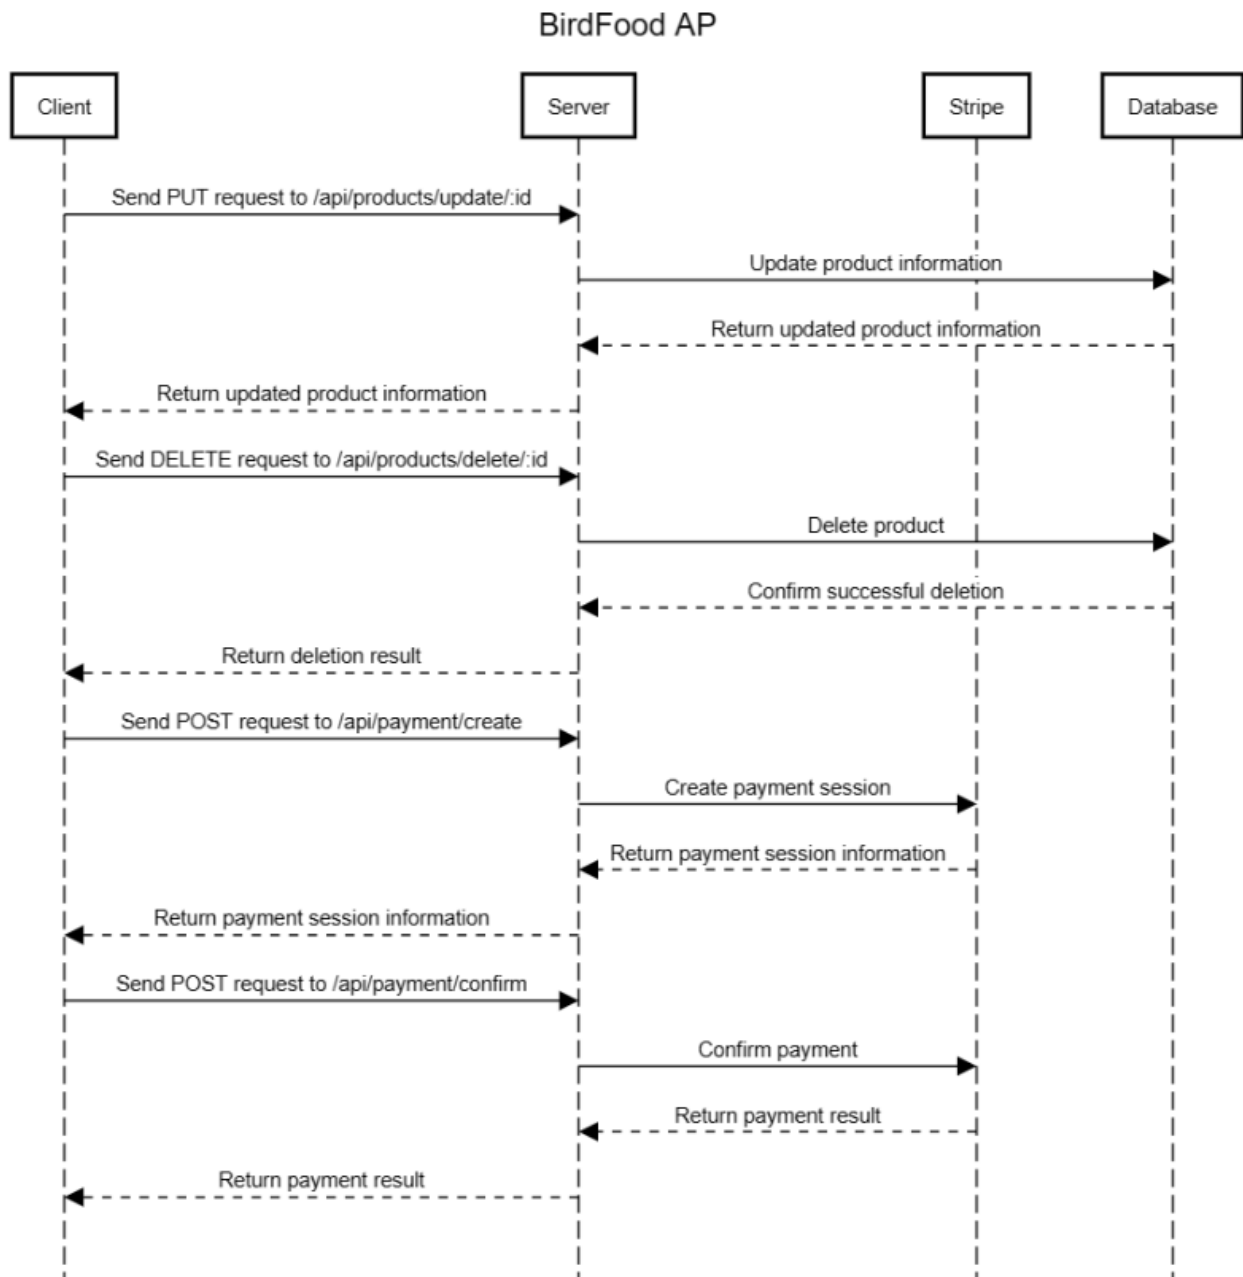 BirdFood AP
Client
Server
Stripe
Database
Send PUT request to /api/products/update/:id
Update product information
Return updated product information
Return updated product information
Send DELETE request to /api/products/delete/:id
Delete product
Confirm successful deletion
Return deletion result
Send POST request to /api/payment/create
Create payment session
Return payment session information
Return payment session information
Send POST request to /api/payment/confirm
Confirm payment
Return payment result
Return payment result